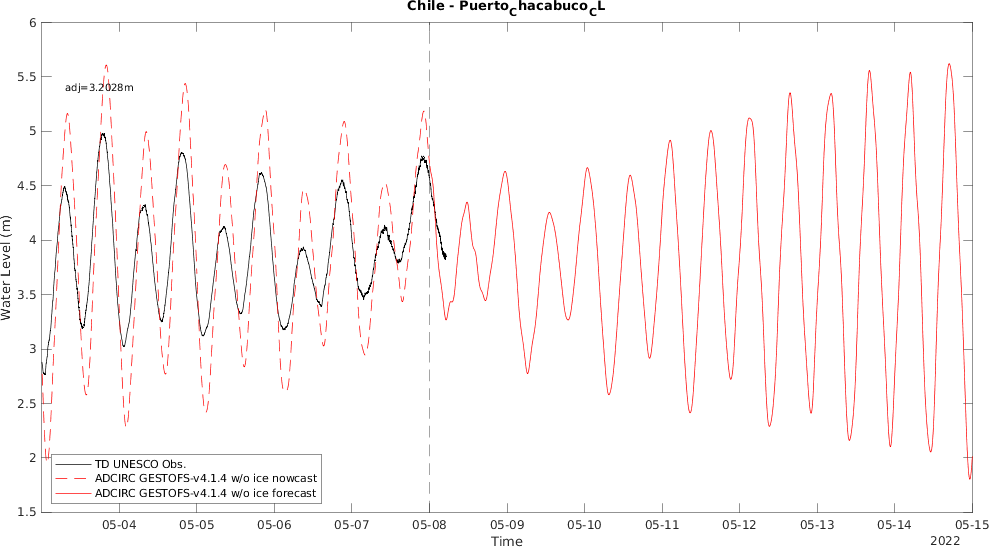 Chile - PuertoChacabucoCL
adj=3.2028m
6
5.5
5
4.5
4
3.5
3
2.5
2
1.5
Water Level (m)
TD UNESCO Obs.
ADCIRC GESTOFS-v4.1.4 w/o ice nowcast
ADCIRC GESTOFS-v4.1.4 w/o ice forecast
05-04 05-05 05-06 05-07 05-08 05-09 05-10 05-11 05-12 05-13 05-14 05-15
Time
2022